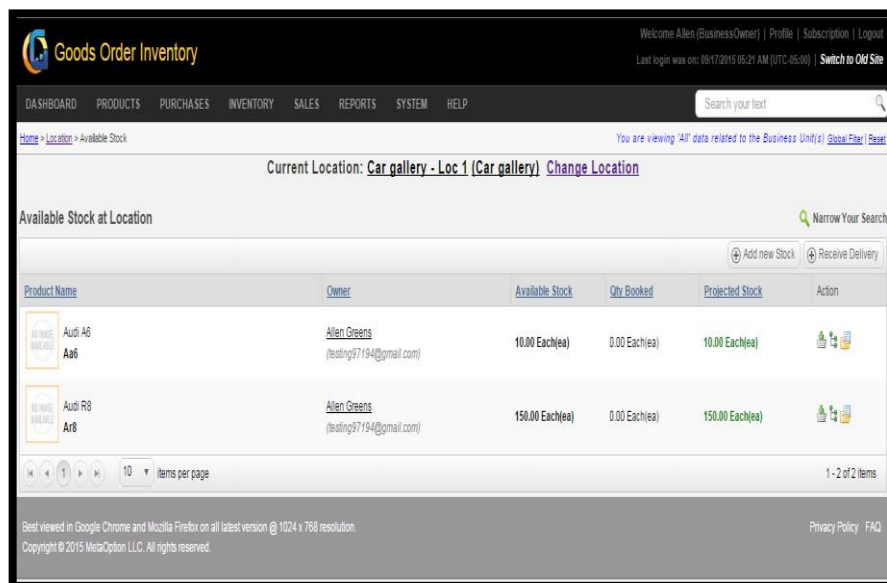 Goods Order Inventory
Welcome Allen (BusinessOwner) | Profile | Subscription | Logout
Last login was on: 09/17/2015 05:21 AM (UTC-05:00) | Switch to Old Site
DASHBOARD PRODUCTS PURCHASES INVENTORY SALES REPORTS SYSTEM HELP
Search your text
Home > Location > Available Stock
You are viewing 'All' data related to the Business Unit(s) Global Filter | Reset
Current Location: Car gallery - Loc 1 (Car gallery) Change Location
Available Stock at Location
Narrow Your Search
Add new Stock
Receive Delivery
Product Name Owner Available Stock Qty Booked Projected Stock Action
NO IMAGE AVAILABLE
Audi A6
Aa6
Allen Greens
(testing97194@gmail.com)
10.00 Each(ea) 0.00 Each(ea) 10.00 Each(ea)
NO IMAGE AVAILABLE
Audi R8
Ar8
Allen Greens
(testing97194@gmail.com)
150.00 Each(ea) 0.00 Each(ea) 150.00 Each(ea)
1 10 items per page
1 - 2 of 2 items
Best viewed in Google Chrome and Mozilla Firefox on all latest version @ 1024 x 768 resolution.
Copyright © 2015 MetaOption LLC. All rights reserved.
Privacy Policy FAQ